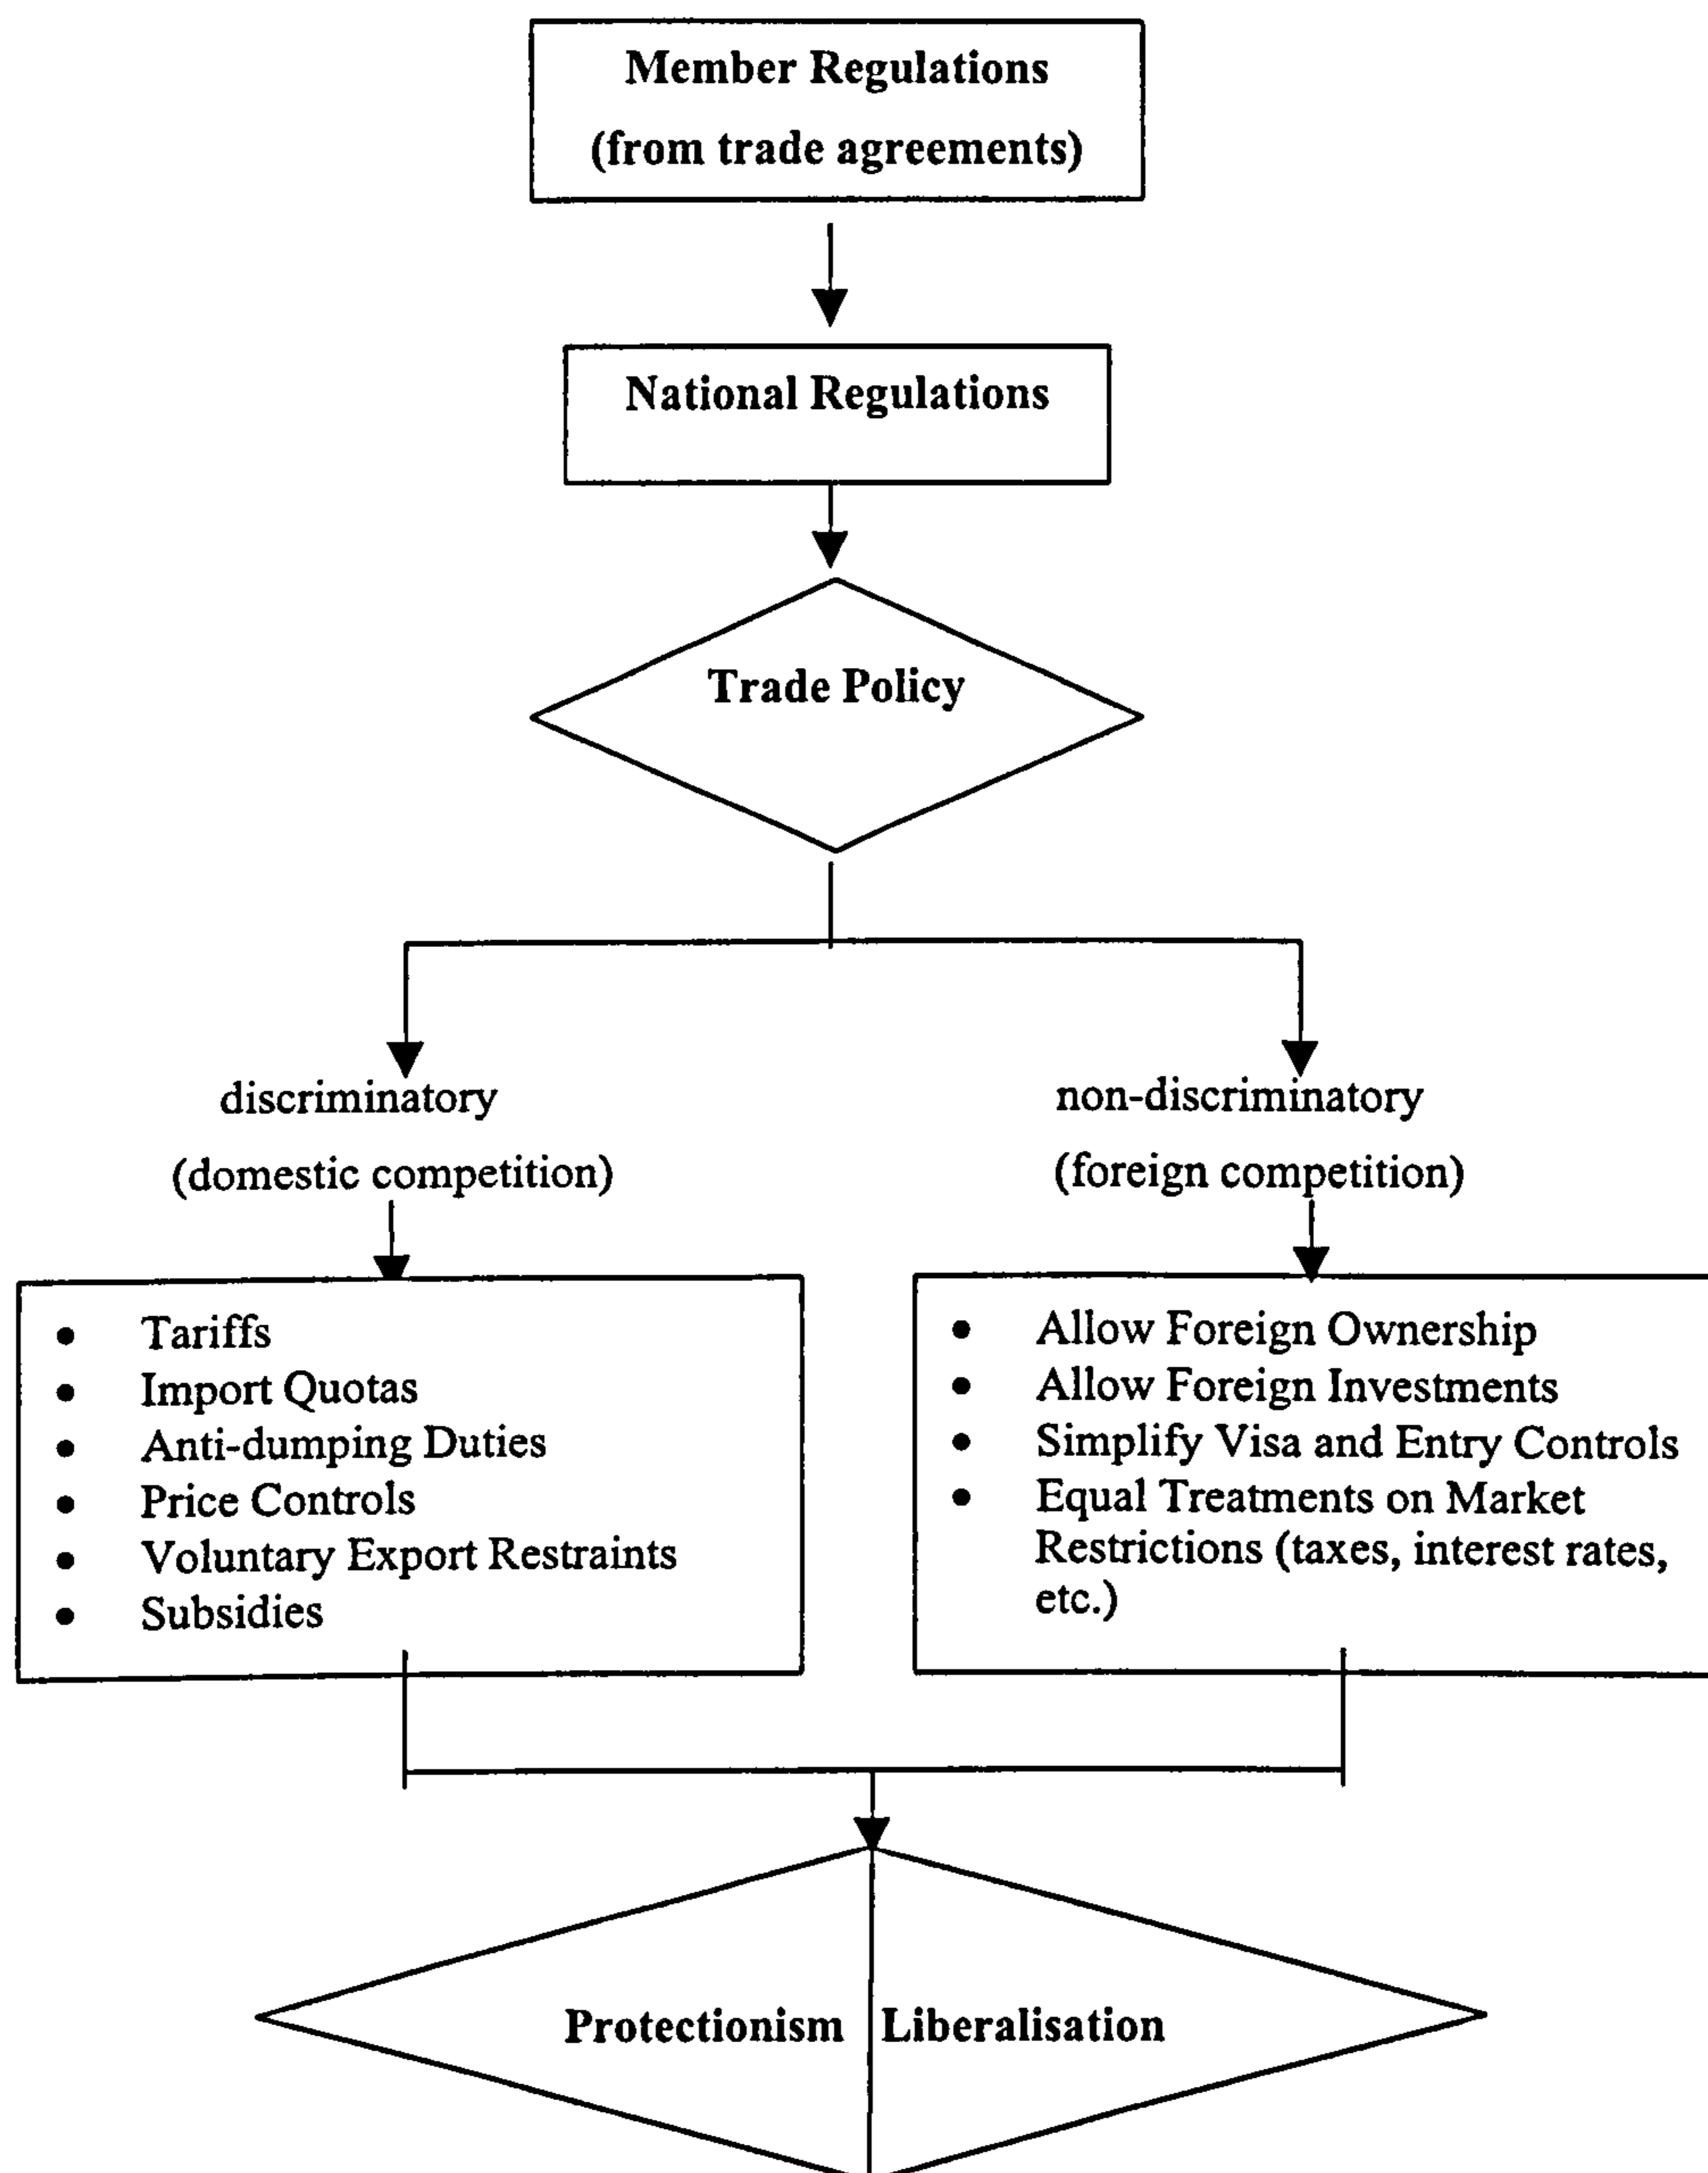 Member Regulations
(from trade agreements)
National Regulations
Trade Policy
discriminatory
(domestic competition)
non-discriminatory
(foreign competition)
• Tariffs
• Import Quotas
• Anti-dumping Duties
• Price Controls
• Voluntary Export Restraints
• Subsidies
• Allow Foreign Ownership
• Allow Foreign Investments
• Simplify Visa and Entry Controls
• Equal Treatments on Market
Restrictions (taxes, interest rates,
etc.)
Protectionism
Liberalisation